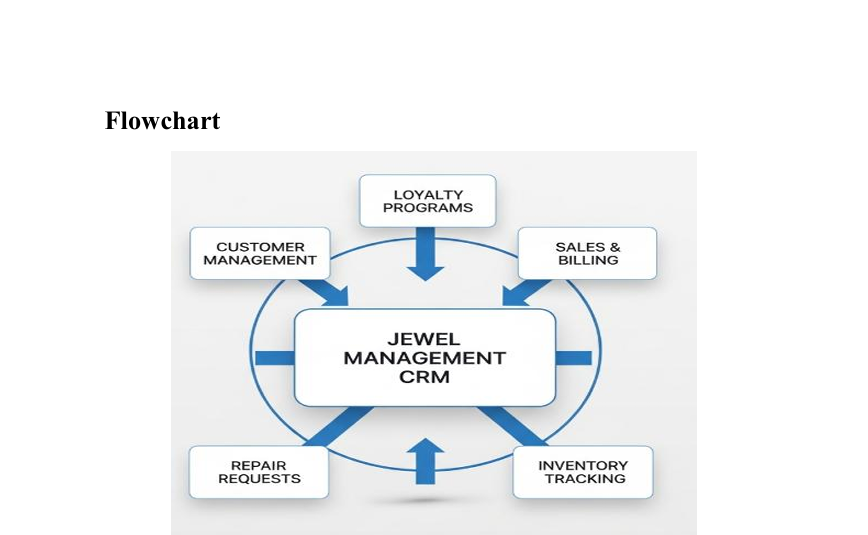 Flowchart
LOYALTY
PROGRAMS
CUSTOMER
MANAGEMENT
SALES &
BILLING
JEWEL
MANAGEMENT
CRM
REPAIR
REQUESTS
INVENTORY
TRACKING